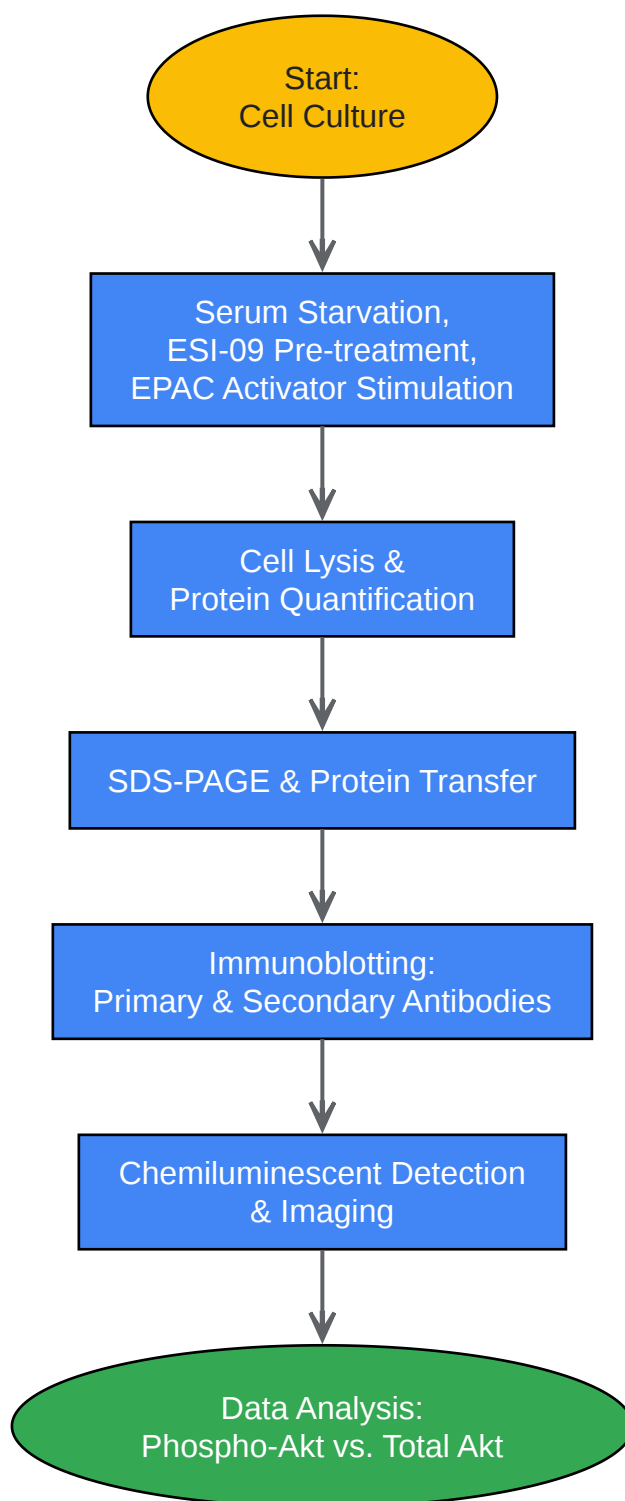 Start:
Cell Culture
Serum Starvation,
ESI-09 Pre-treatment,
EPAC Activator Stimulation
Cell Lysis &
Protein Quantification
SDS-PAGE & Protein Transfer
Immunoblotting:
Primary & Secondary Antibodies
Chemiluminescent Detection
& Imaging
Data Analysis:
Phospho-Akt vs. Total Akt